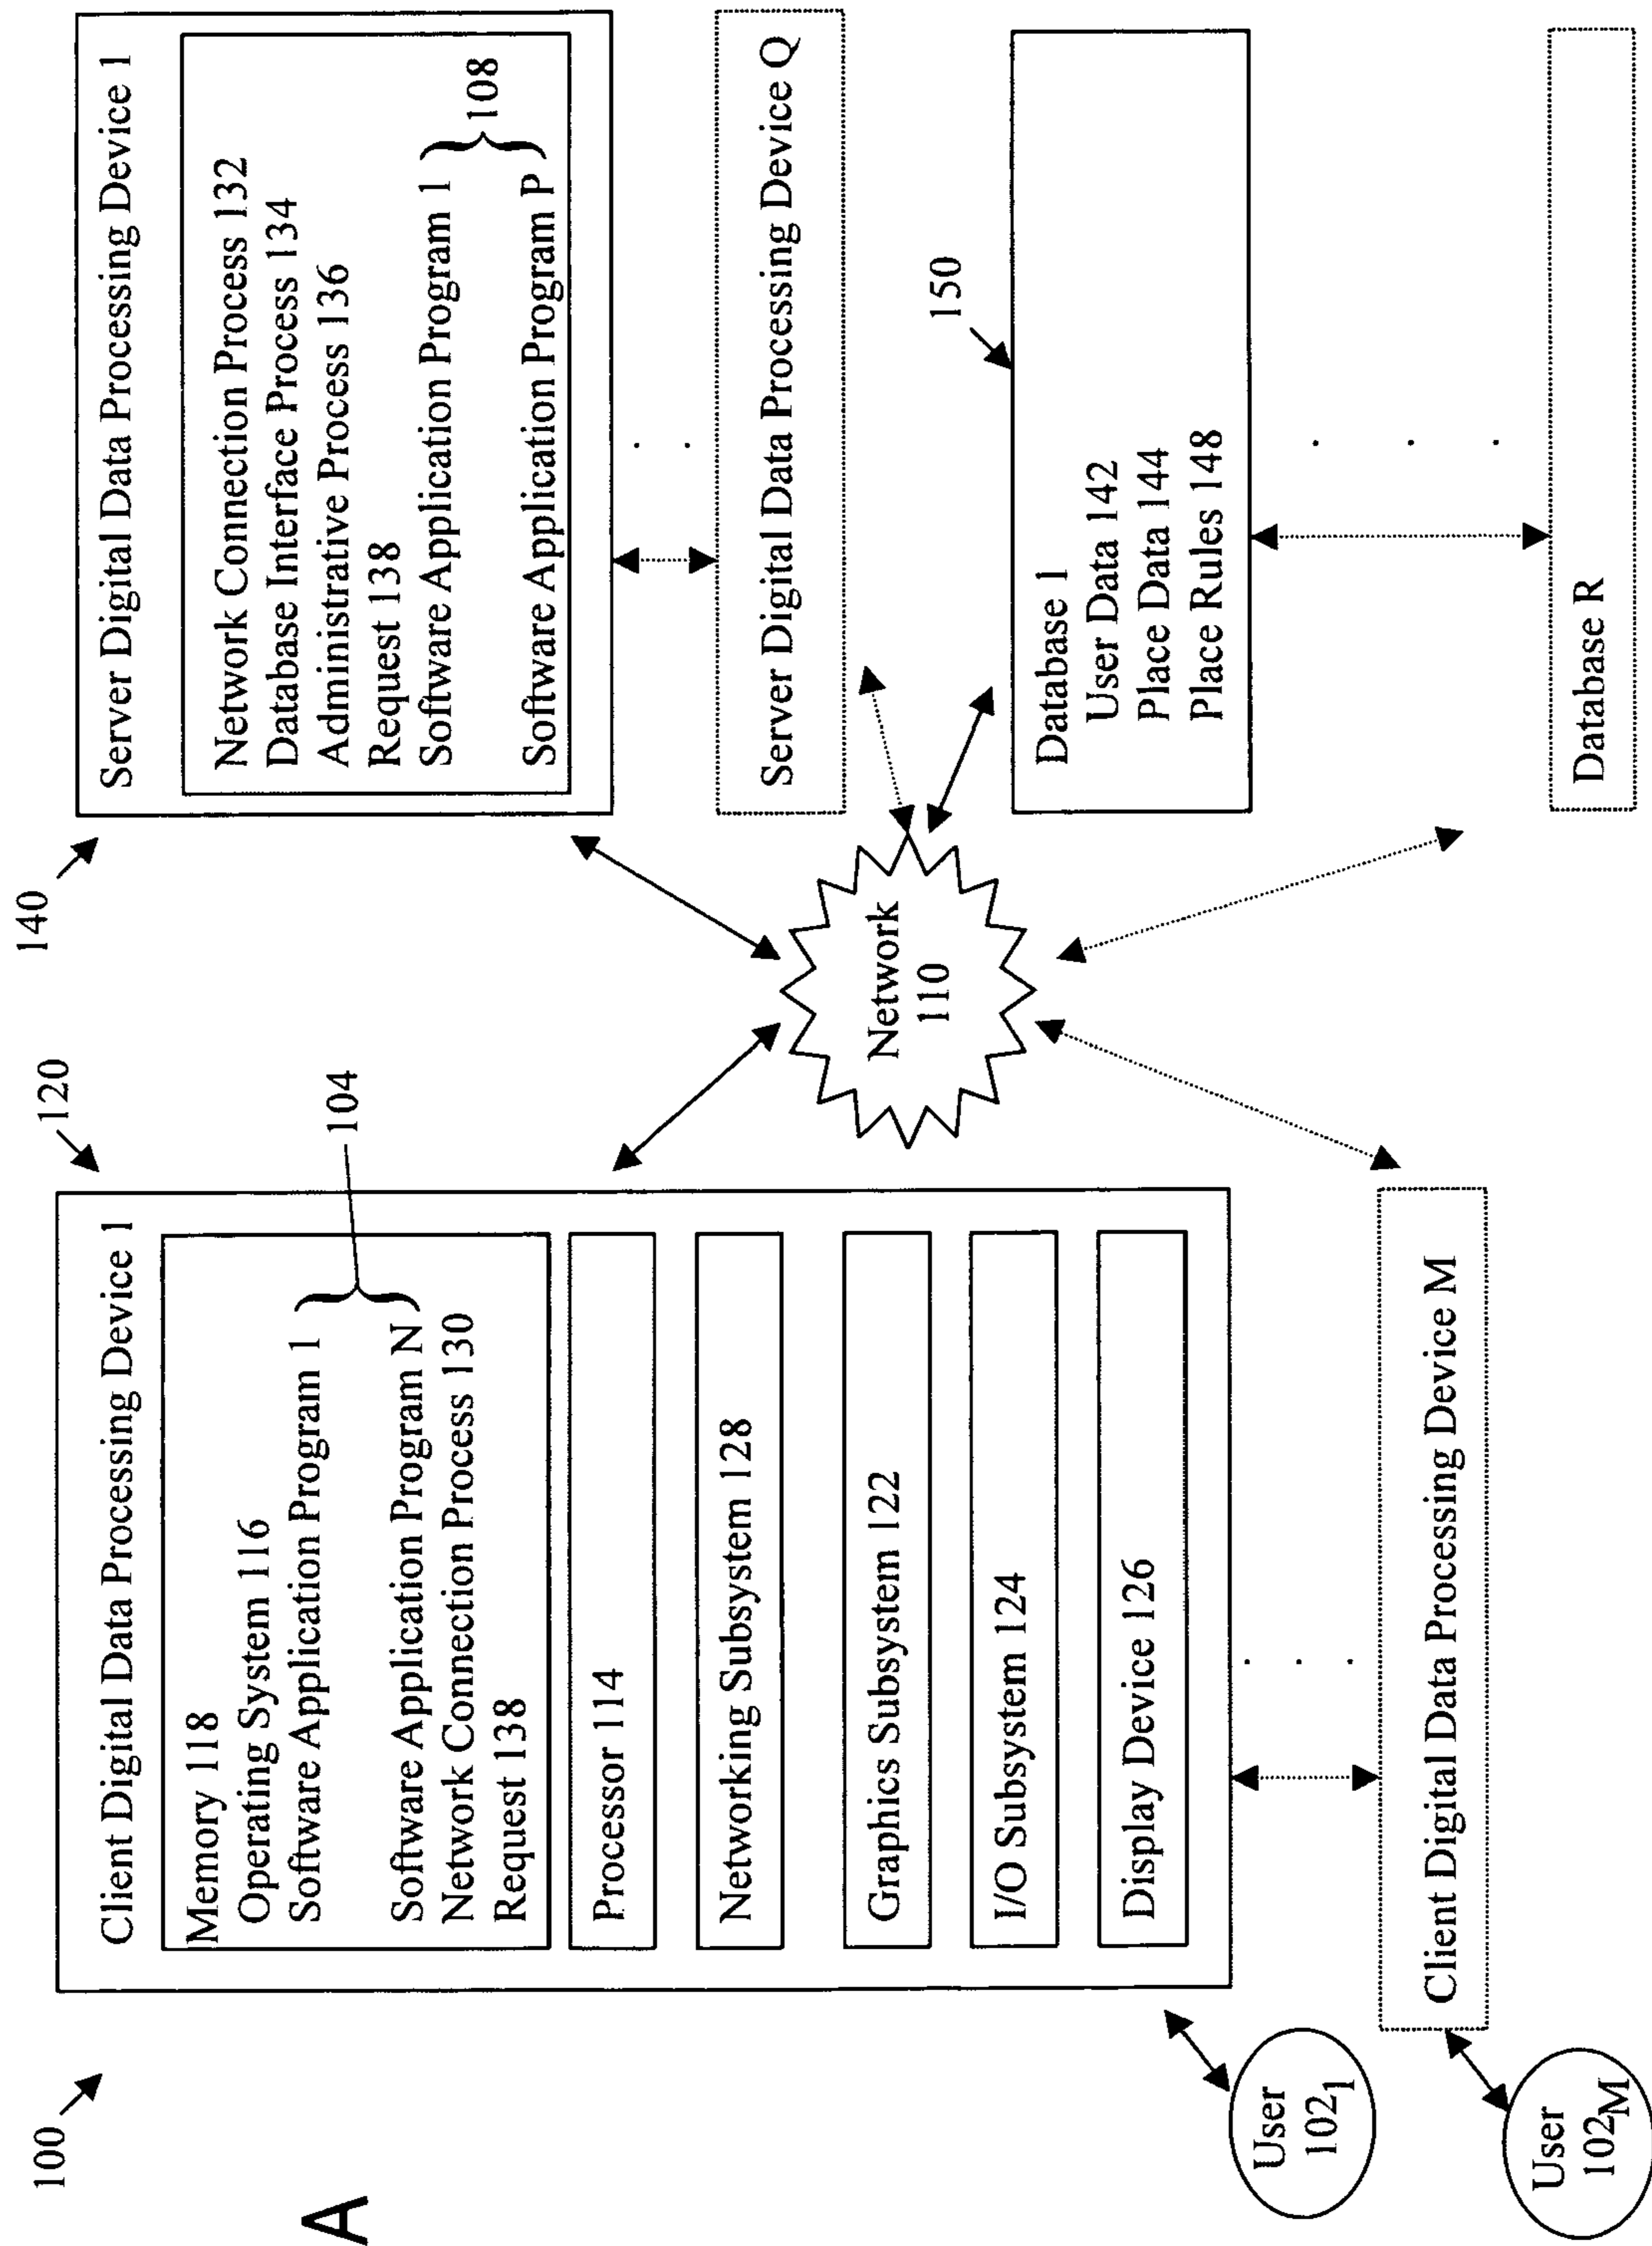 100
A
120
Client Digital Data Processing Device 1
Memory 118
Operating System 116
Software Application Program 1
104
Software Application Program N
Network Connection Process 130
Request 138
Processor 114
Networking Subsystem 128
Graphics Subsystem 122
I/O Subsystem 124
Display Device 126
. . .
Client Digital Data Processing Device M
User
102₁
User
102M
Network
110
140
Server Digital Data Processing Device 1
Network Connection Process 132
Database Interface Process 134
Administrative Process 136
Request 138
Software Application Program 1
108
Software Application Program P
. .
Server Digital Data Processing Device Q
150
Database 1
User Data 142
Place Data 144
Place Rules 148
. . .
Database R